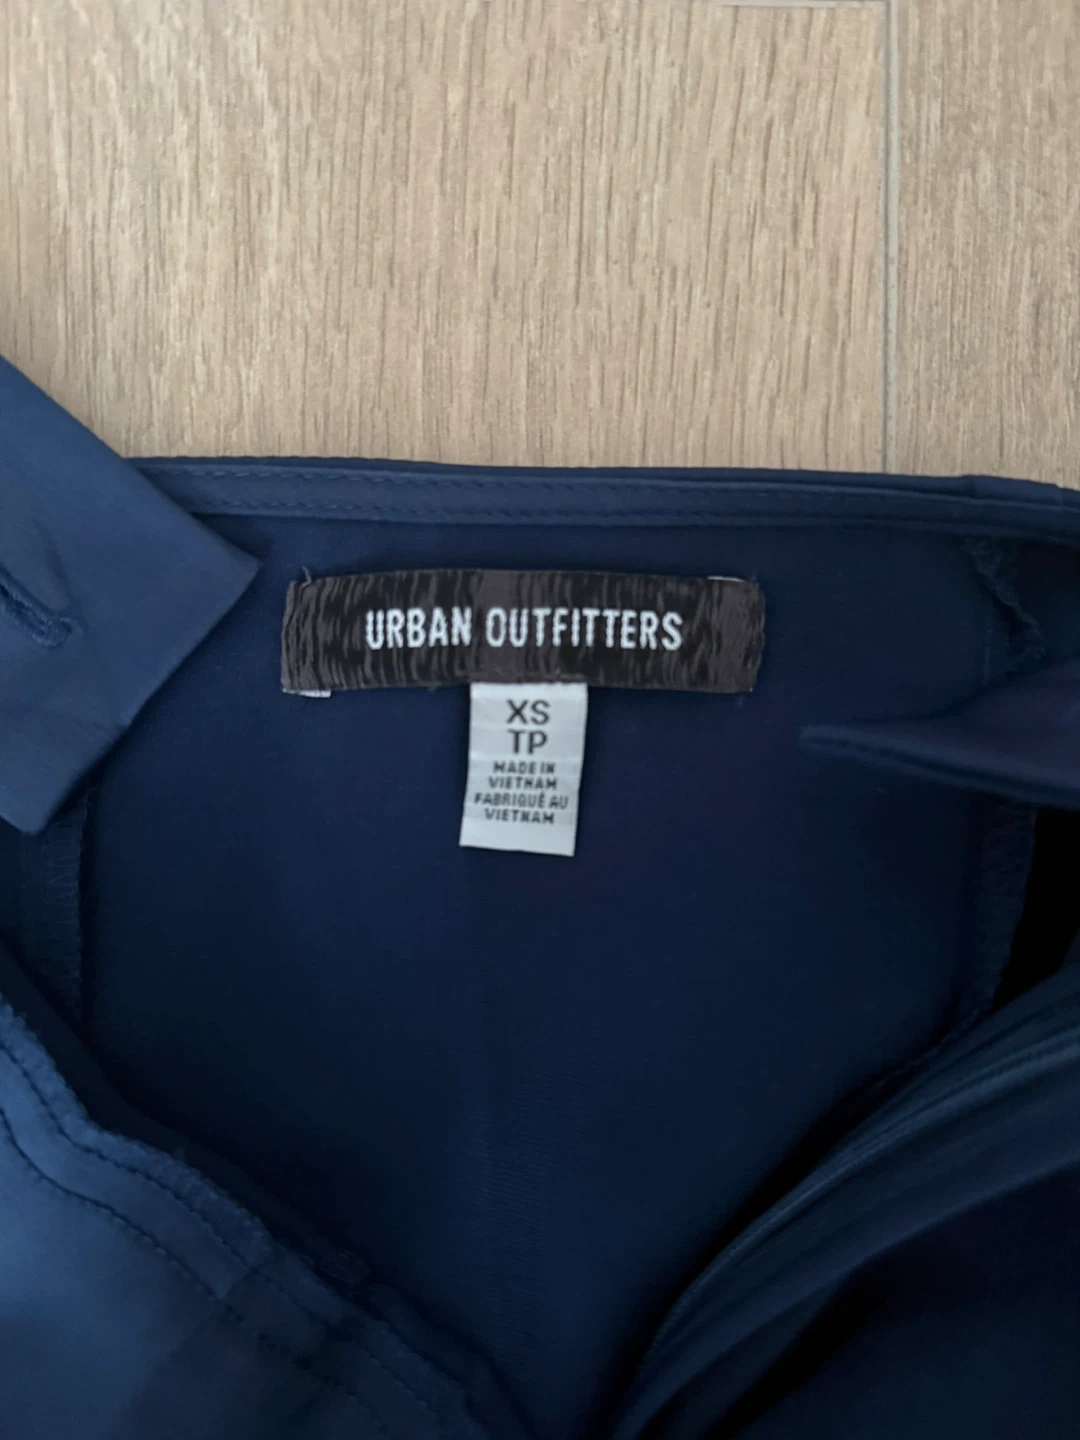 URBAN OUTFITTERS
XS
TP
MADE IN
VIETNAM
FABRIQUÉ AU
VIETNAM